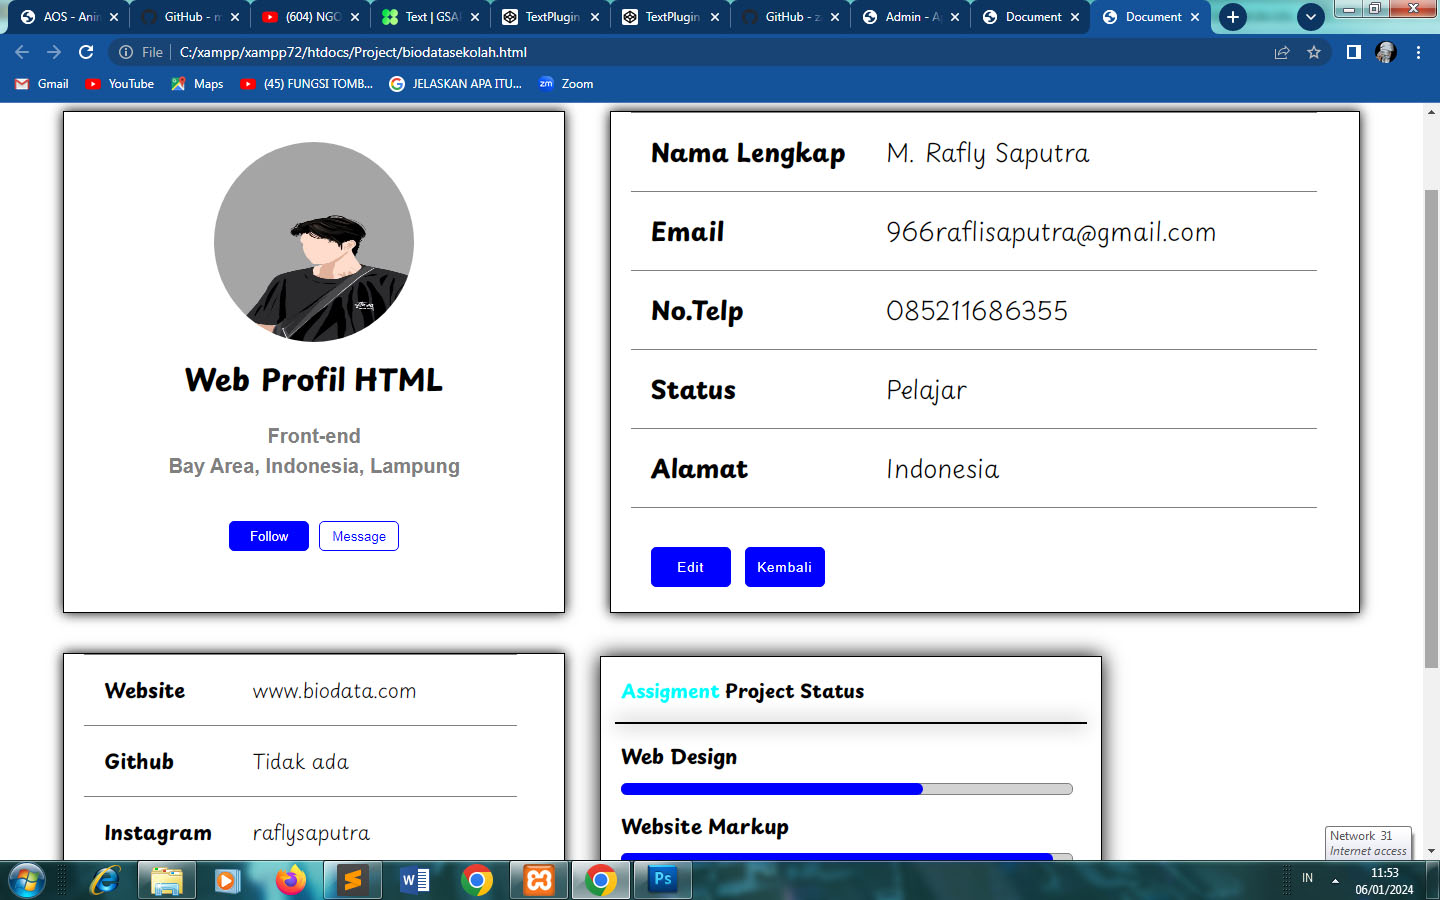 AOS - Ani
GitHub - m
(604) NGO
Text | GSA
TextPlugin
TextPlugin
GitHub - z
Admin - A
Document
Document
File | C:/xampp/xampp72/htdocs/Project/biodatasekolah.html
Gmail YouTube Maps (45) FUNGSI TOMB... JELASKAN APA ITU... Zoom
Web Profil HTML
Front-end
Bay Area, Indonesia, Lampung
Follow Message
Nama Lengkap M. Rafly Saputra
Email 966raflisaputra@gmail.com
No.Telp 085211686355
Status Pelajar
Alamat Indonesia
Edit Kembali
Website www.biodata.com
Github Tidak ada
Instagram raflysaputra
Assigment Project Status
Web Design
Website Markup
Network 31
Internet access
IN
11:53
06/01/2024